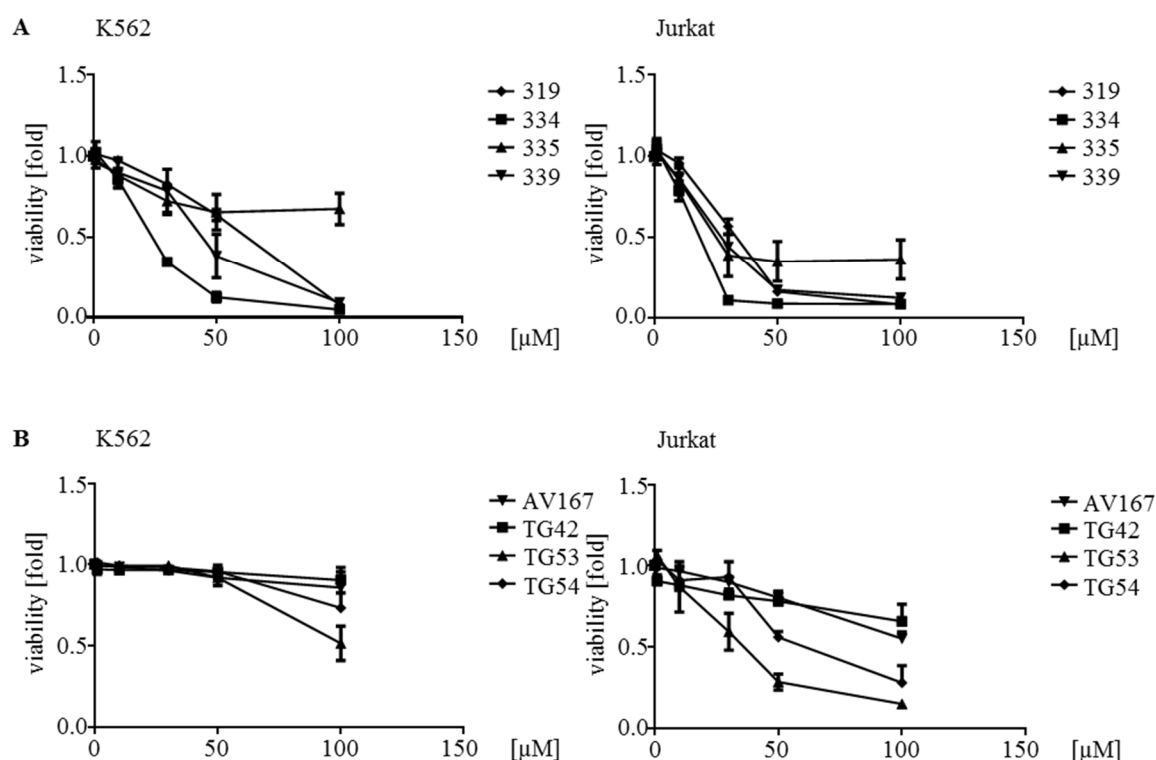 A K562 Jurkat
1.5
1.0
0.5
0.0
viability [fold]
0 50 100 150 [µM]
319
334
335
339
1.5
1.0
0.5
0.0
viability [fold]
0 50 100 150 [µM]
319
334
335
339
B K562 Jurkat
1.5
1.0
0.5
0.0
viability [fold]
0 50 100 150 [µM]
AV167
TG42
TG53
TG54
1.5
1.0
0.5
0.0
viability [fold]
0 50 100 150 [µM]
AV167
TG42
TG53
TG54